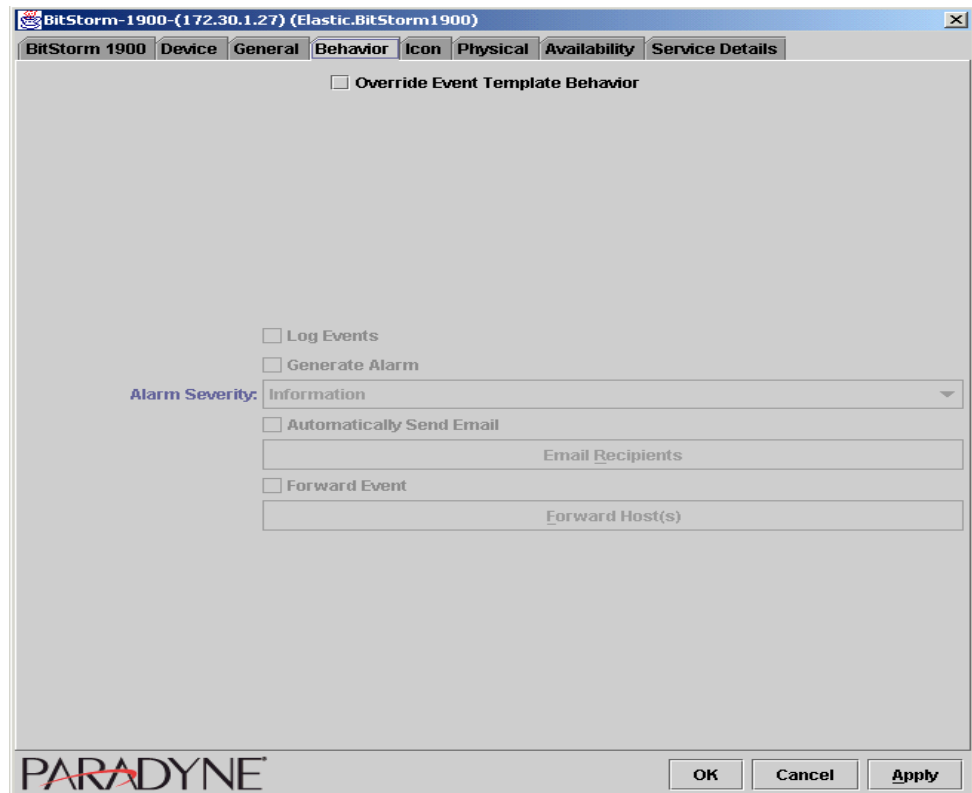 BitStorm-1900-(172.30.1.27) (Elastic.BitStorm1900)
BitStorm 1900 Device General Behavior Icon Physical Availability Service Details
Override Event Template Behavior
Log Events
Generate Alarm
Alarm Severity: Information
Automatically Send Email
Email Recipients
Forward Event
Forward Host(s)
PARADYNE®
OK Cancel Apply